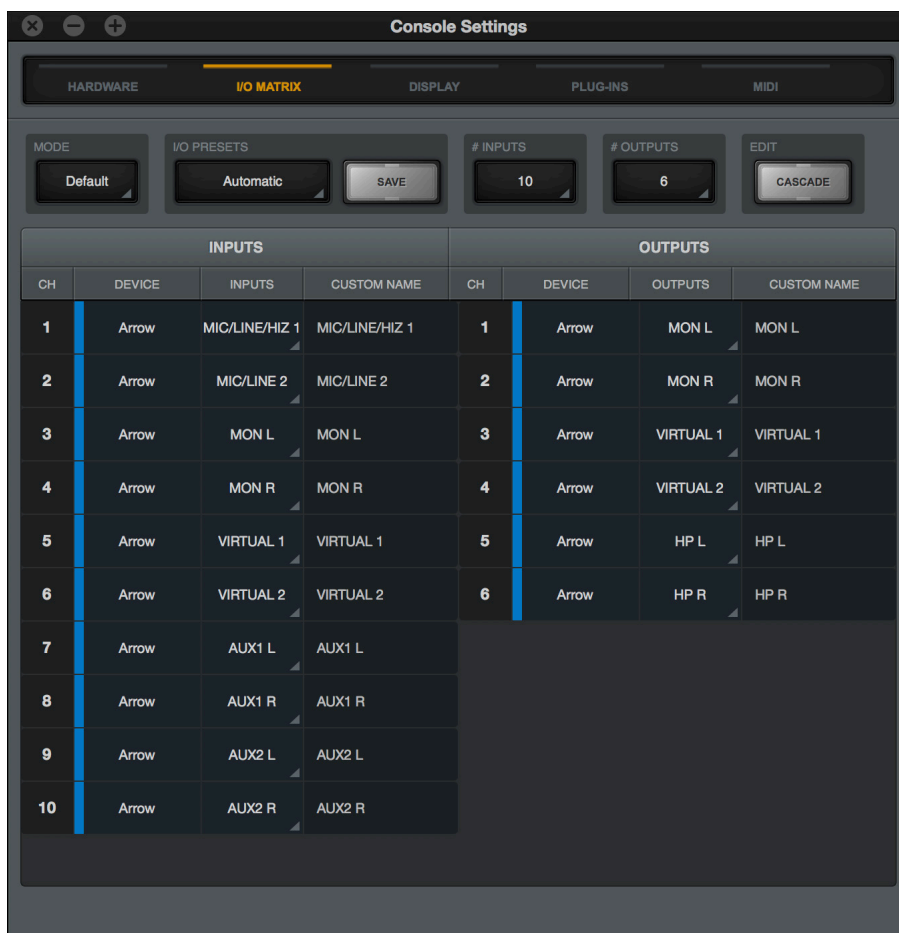 Console Settings
HARDWARE I/O MATRIX DISPLAY PLUG-INS MIDI
MODE I/O PRESETS # INPUTS # OUTPUTS EDIT
Default Automatic SAVE 10 6 CASCADE
INPUTS OUTPUTS
CH DEVICE INPUTS CUSTOM NAME CH DEVICE OUTPUTS CUSTOM NAME
1 Arrow MIC/LINE/HIZ 1 MIC/LINE/HIZ 1 1 Arrow MON L MON L
2 Arrow MIC/LINE 2 MIC/LINE 2 2 Arrow MON R MON R
3 Arrow MON L MON L 3 Arrow VIRTUAL 1 VIRTUAL 1
4 Arrow MON R MON R 4 Arrow VIRTUAL 2 VIRTUAL 2
5 Arrow VIRTUAL 1 VIRTUAL 1 5 Arrow HP L HP L
6 Arrow VIRTUAL 2 VIRTUAL 2 6 Arrow HP R HP R
7 Arrow AUX1 L AUX1 L
8 Arrow AUX1 R AUX1 R
9 Arrow AUX2 L AUX2 L
10 Arrow AUX2 R AUX2 R